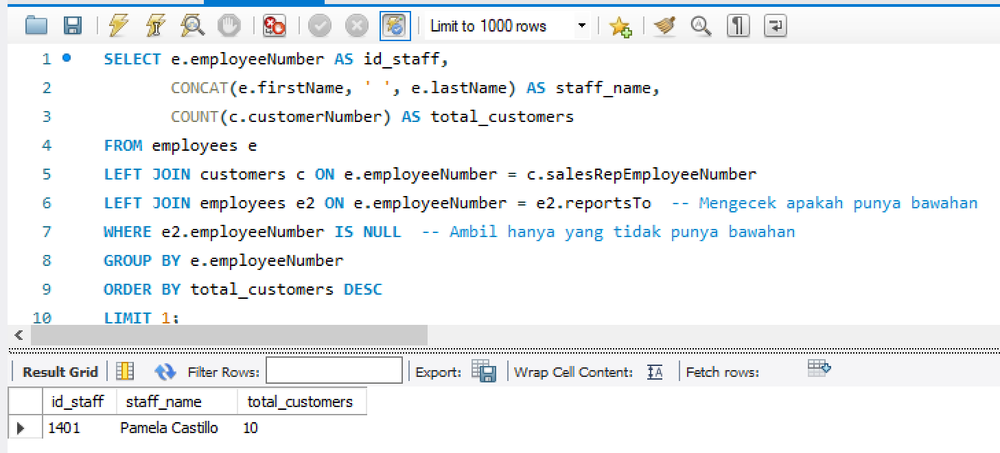 Limit to 1000 rows
1 SELECT e.employeeNumber AS id_staff,
2 CONCAT(e.firstName, ' ', e.lastName) AS staff_name,
3 COUNT(c.customerNumber) AS total_customers
4 FROM employees e
5 LEFT JOIN customers c ON e.employeeNumber = c.salesRepEmployeeNumber
6 LEFT JOIN employees e2 ON e.employeeNumber = e2.reportsTo -- Mengecek apakah punya bawahan
7 WHERE e2.employeeNumber IS NULL -- Ambil hanya yang tidak punya bawahan
8 GROUP BY e.employeeNumber
9 ORDER BY total_customers DESC
10 LIMIT 1;
Result Grid Filter Rows: Export: Wrap Cell Content: IA Fetch rows:
id_staff staff_name total_customers
1401 Pamela Castillo 10